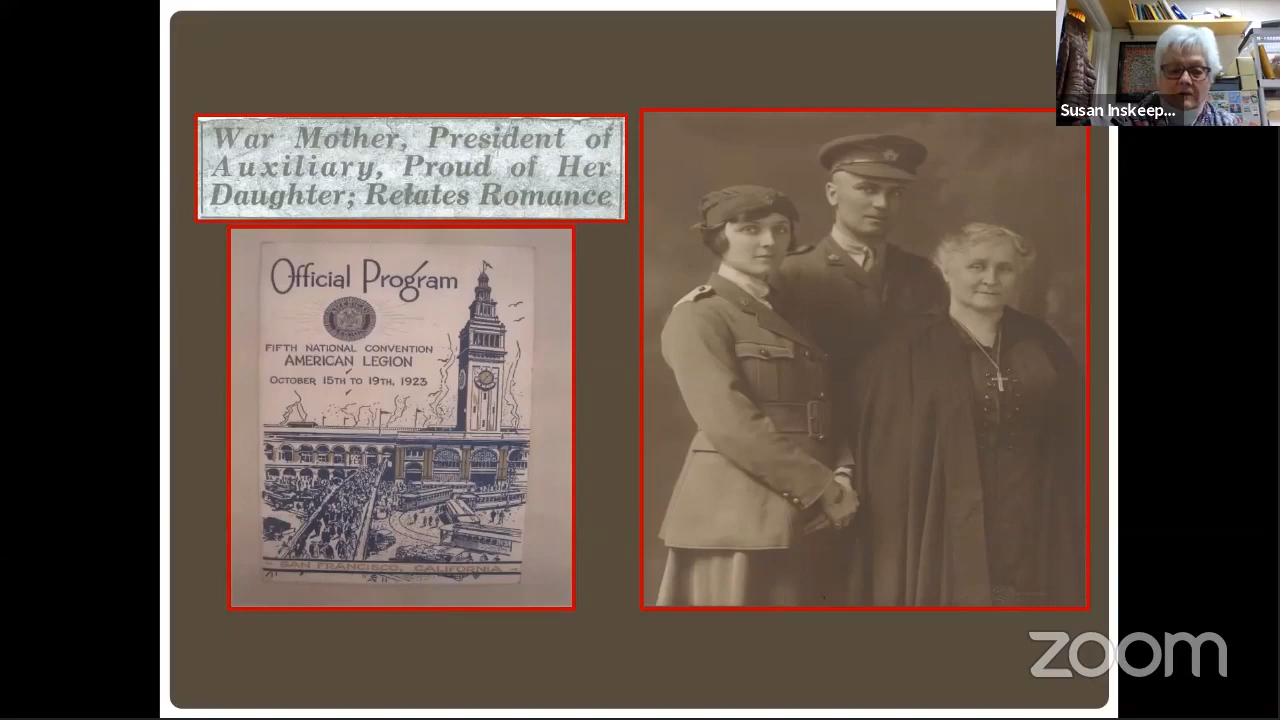 War Mother, President of
Auxiliary, Proud of Her
Daughter; Relates Romance
Official Program
FIFTH NATIONAL CONVENTION
AMERICAN LEGION
OCTOBER 15TH TO 19TH, 1923
SAN FRANCISCO, CALIFORNIA
Susan Inskeep...
zoom